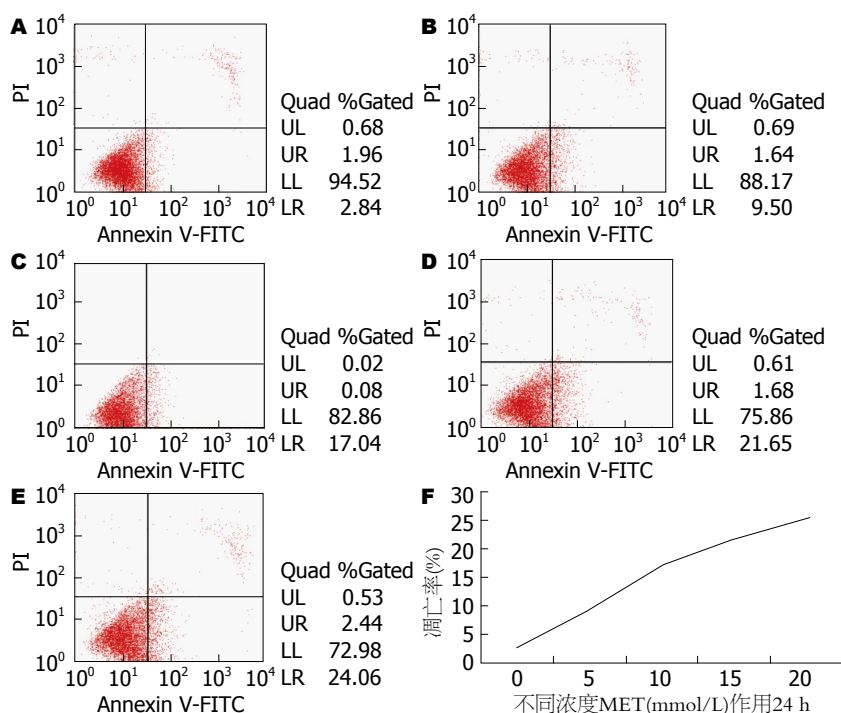 A
PI
10^4
10^3
10^2
10^1
10^0
10^0 10^1 10^2 10^3 10^4
Annexin V-FITC
Quad %Gated
UL 0.68
UR 1.96
LL 94.52
LR 2.84
B
PI
10^4
10^3
10^2
10^1
10^0
10^0 10^1 10^2 10^3 10^4
Annexin V-FITC
Quad %Gated
UL 0.69
UR 1.64
LL 88.17
LR 9.50
C
PI
10^4
10^3
10^2
10^1
10^0
10^0 10^1 10^2 10^3 10^4
Annexin V-FITC
Quad %Gated
UL 0.02
UR 0.08
LL 82.86
LR 17.04
D
PI
10^4
10^3
10^2
10^1
10^0
10^0 10^1 10^2 10^3 10^4
Annexin V-FITC
Quad %Gated
UL 0.61
UR 1.68
LL 75.86
LR 21.65
E
PI
10^4
10^3
10^2
10^1
10^0
10^0 10^1 10^2 10^3 10^4
Annexin V-FITC
Quad %Gated
UL 0.53
UR 2.44
LL 72.98
LR 24.06
F
凋亡率(%)
30
25
20
15
10
5
0
0 5 10 15 20
不同浓度MET(mmol/L)作用24 h